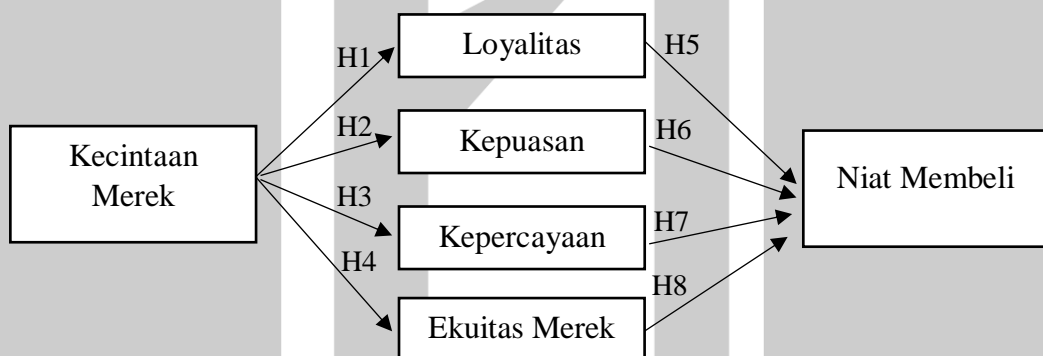 Loyalitas
H5
H1
H2
Kepuasan
H6
Kecintaan
Merek
Niat Membeli
H3
Kepercayaan
H7
H4
Ekuitas Merek
H8